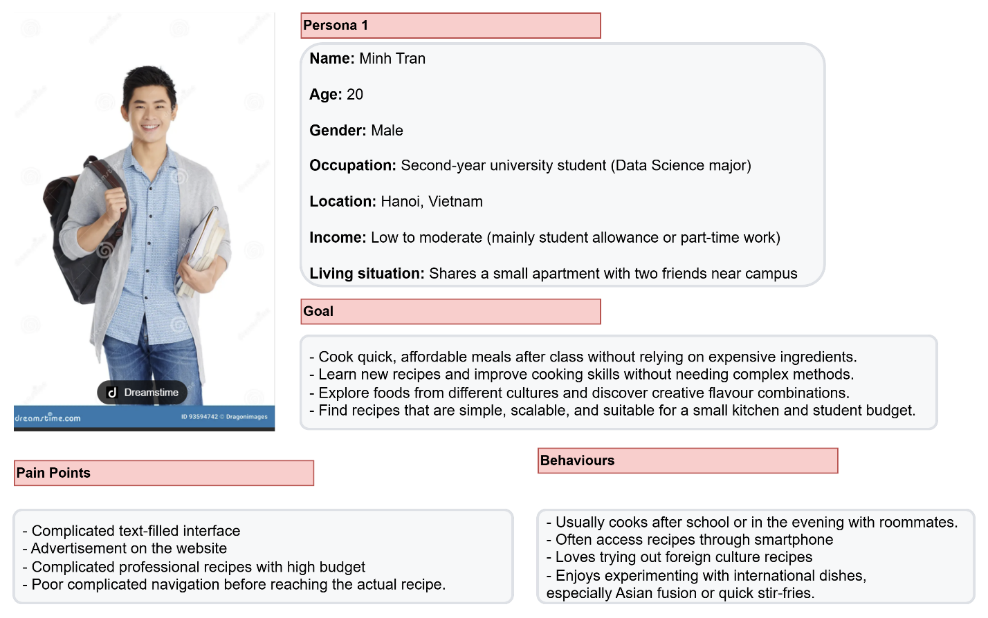 Persona 1
Name: Minh Tran
Age: 20
Gender: Male
Occupation: Second-year university student (Data Science major)
Location: Hanoi, Vietnam
Income: Low to moderate (mainly student allowance or part-time work)
Living situation: Shares a small apartment with two friends near campus
Dreamstime
dreamstime.com
ID 93594742 © Dragonimages
Goal
- Cook quick, affordable meals after class without relying on expensive ingredients.
- Learn new recipes and improve cooking skills without needing complex methods.
- Explore foods from different cultures and discover creative flavour combinations.
- Find recipes that are simple, scalable, and suitable for a small kitchen and student budget.
Pain Points
- Complicated text-filled interface
- Advertisement on the website
- Complicated professional recipes with high budget
- Poor complicated navigation before reaching the actual recipe.
Behaviours
- Usually cooks after school or in the evening with roommates.
- Often access recipes through smartphone
- Loves trying out foreign culture recipes
- Enjoys experimenting with international dishes,
especially Asian fusion or quick stir-fries.